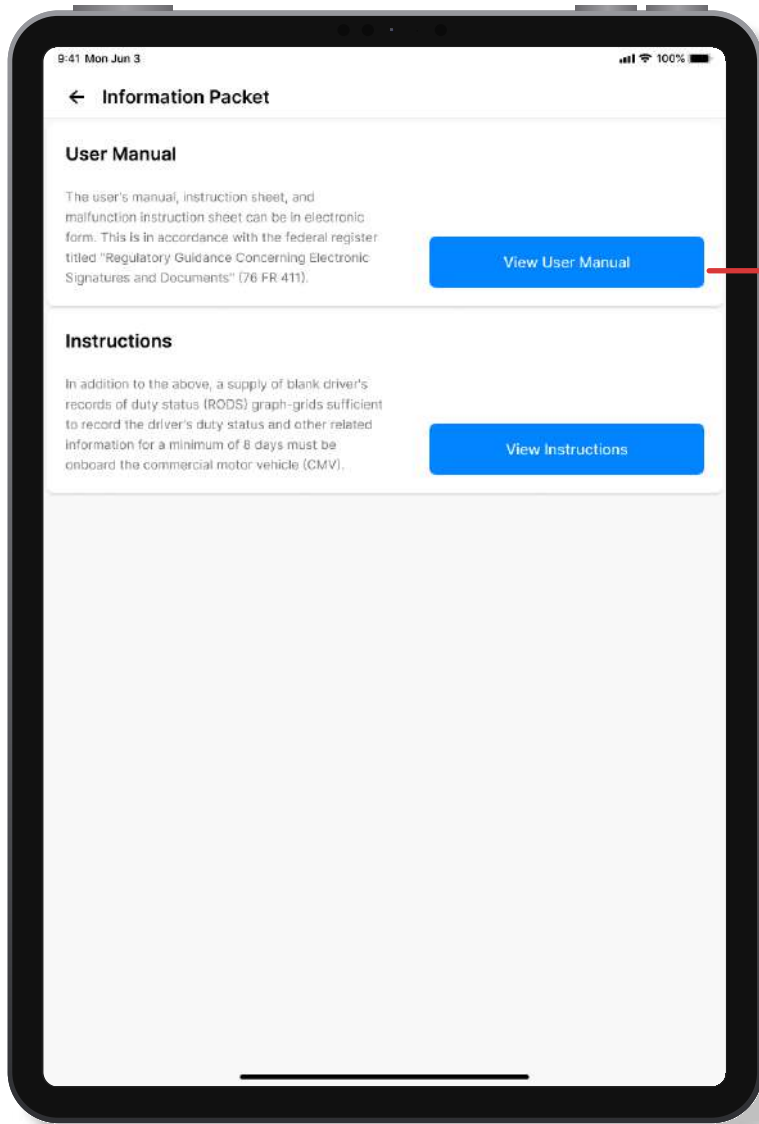 9:41 Mon Jun 3
100%
Information Packet
User Manual
The user's manual, instruction sheet, and
malfunction instruction sheet can be in electronic
form. This is in accordance with the federal register
titled "Regulatory Guidance Concerning Electronic
Signatures and Documents" (76 FR 411).
View User Manual
Instructions
In addition to the above, a supply of blank driver's
records of duty status (RODS) graph-grids sufficient
to record the driver's duty status and other related
information for a minimum of 8 days must be
onboard the commercial motor vehicle (CMV).
View Instructions